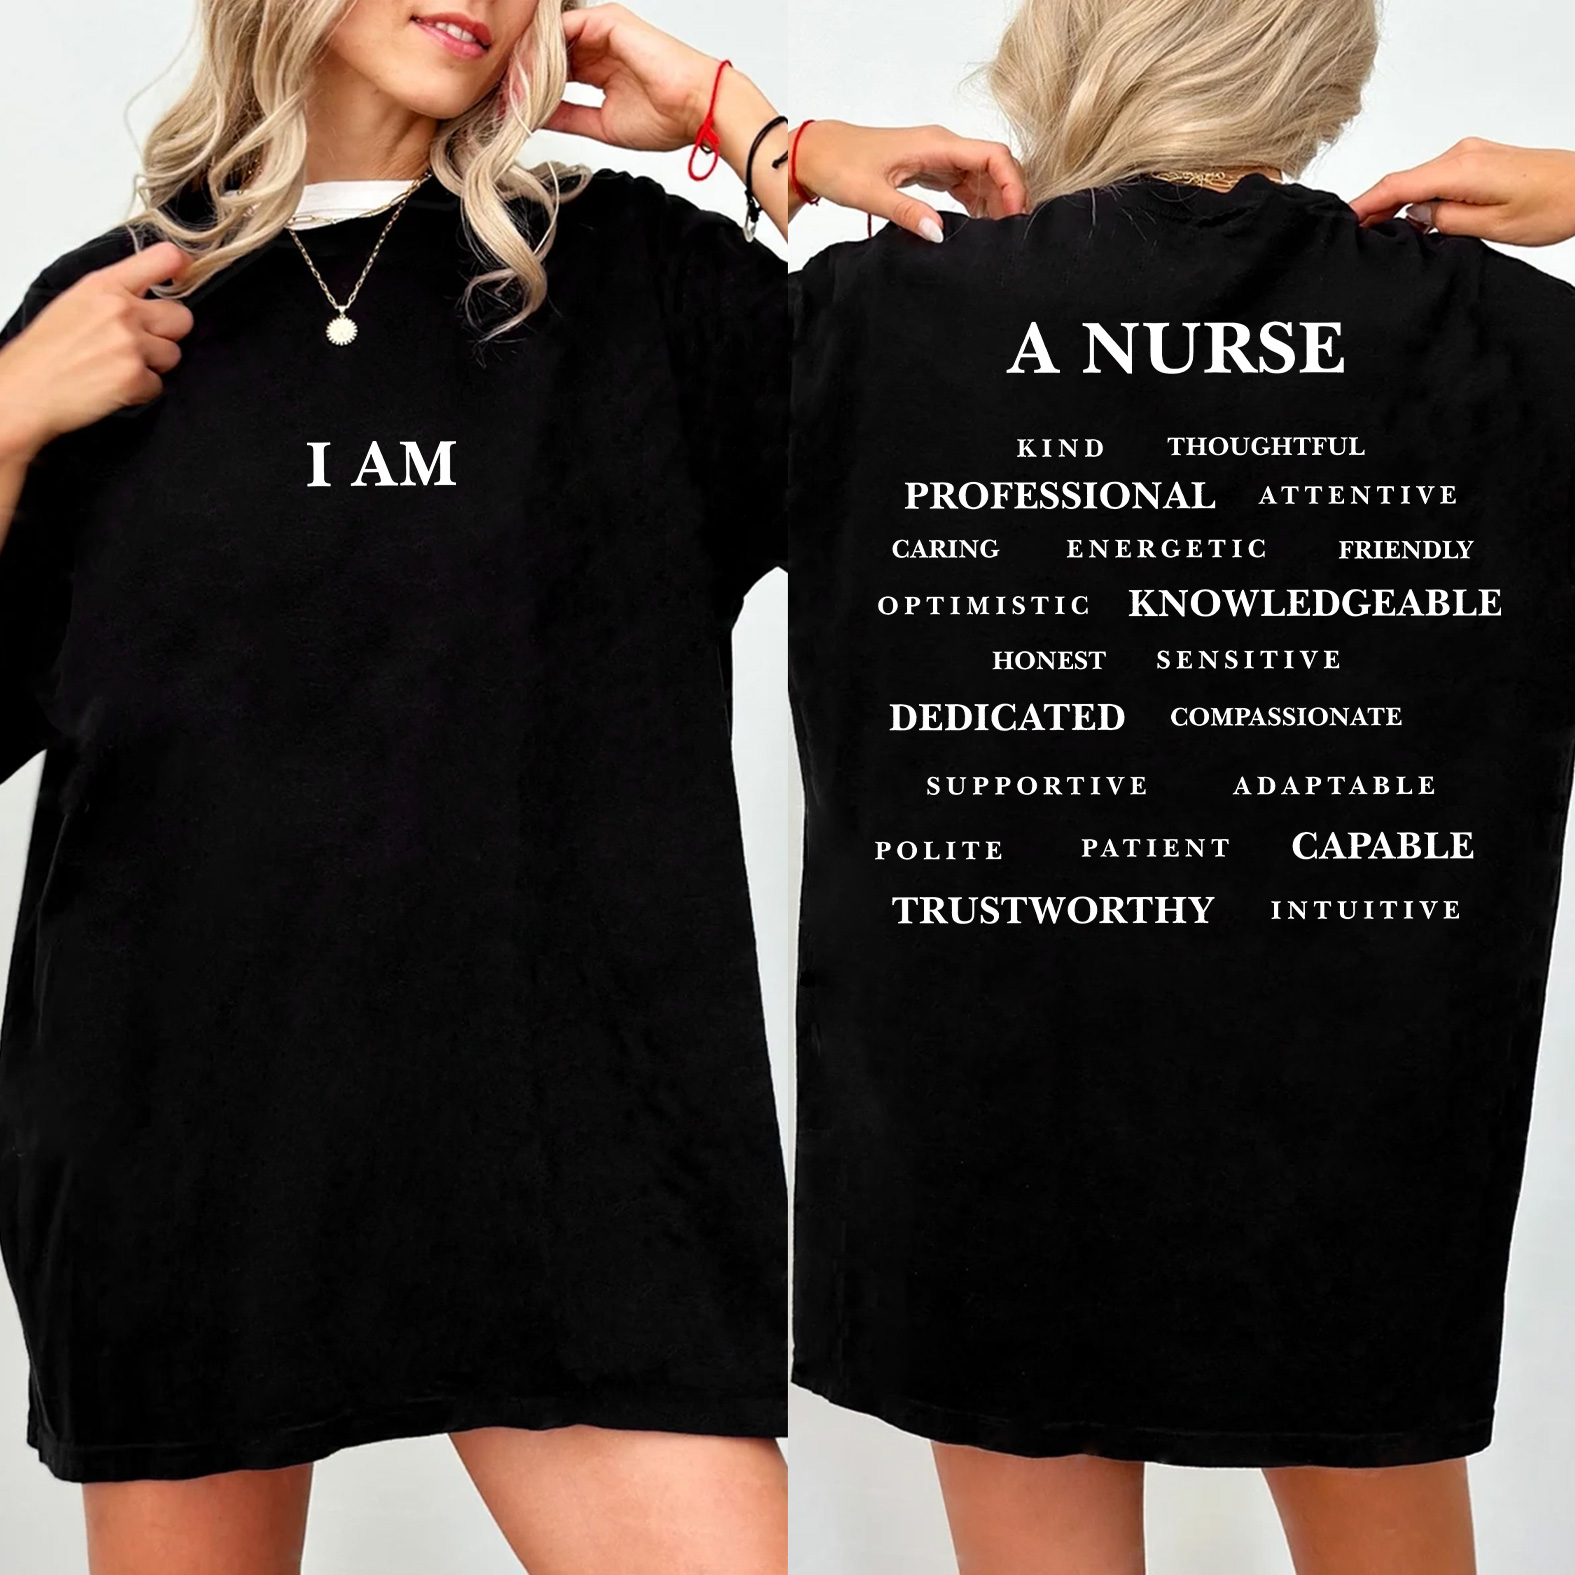 I AM
A NURSE
KIND THOUGHTFUL
PROFESSIONAL ATTENTIVE
CARING ENERGETIC FRIENDLY
OPTIMISTIC KNOWLEDGEABLE
HONEST SENSITIVE
DEDICATED COMPASSIONATE
SUPPORTIVE ADAPTABLE
POLITE PATIENT CAPABLE
TRUSTWORTHY INTUITIVE